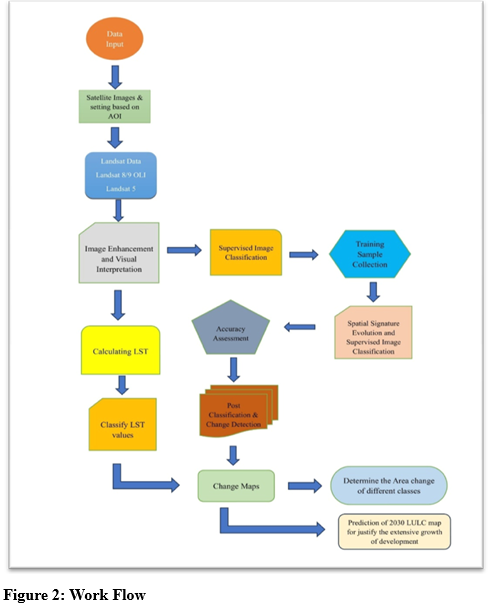 Data
Input
Satellite Images &
setting based on
AOI
Landsat Data
Landsat 8/9 OLI
Landsat 5
Image Enhancement
and Visual
Interpretation
Supervised Image
Classification
Training
Sample
Collection
Spatial Signature
Evolution and
Supervised Image
Classification
Accuracy
Assessment
Calculating LST
Classify LST
values
Post
Classification &
Change Detection
Change Maps
Determine the Area change
of different classes
Prediction of 2030 LULC map
for justify the extensive growth
of development
Figure 2: Work Flow